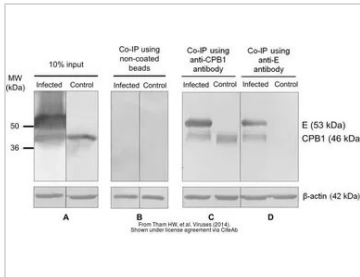 MW
(kDa)
10% input
Co-IP using
non-coated
beads
Co-IP using
anti-CPB1
antibody
Co-IP using
anti-E
antibody
Infected Control
Infected Control
Infected Control
Infected Control
50
36
E (53 kDa)
CPB1 (46 kDa)
β-actin (42 kDa)
A B C D
From Tham HW, et al. Viruses (2014).
Shown under license agreement via CiteAb